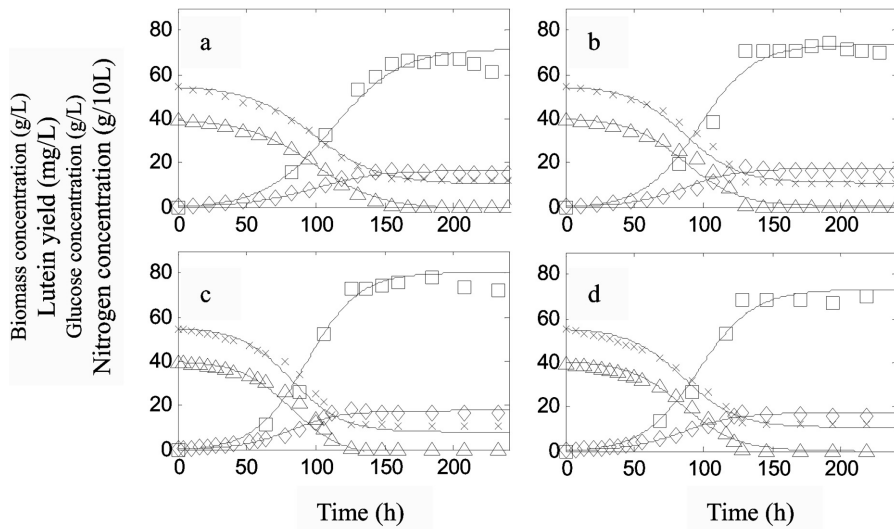 Biomass concentration (g/L)
Lutein yield (mg/L)
Glucose concentration (g/L)
Nitrogen concentration (g/10L)
a
80
60
40
20
0
0 50 100 150 200
b
80
60
40
20
0
0 50 100 150 200
c
80
60
40
20
0
0 50 100 150 200
d
80
60
40
20
0
0 50 100 150 200
Time (h)
Time (h)